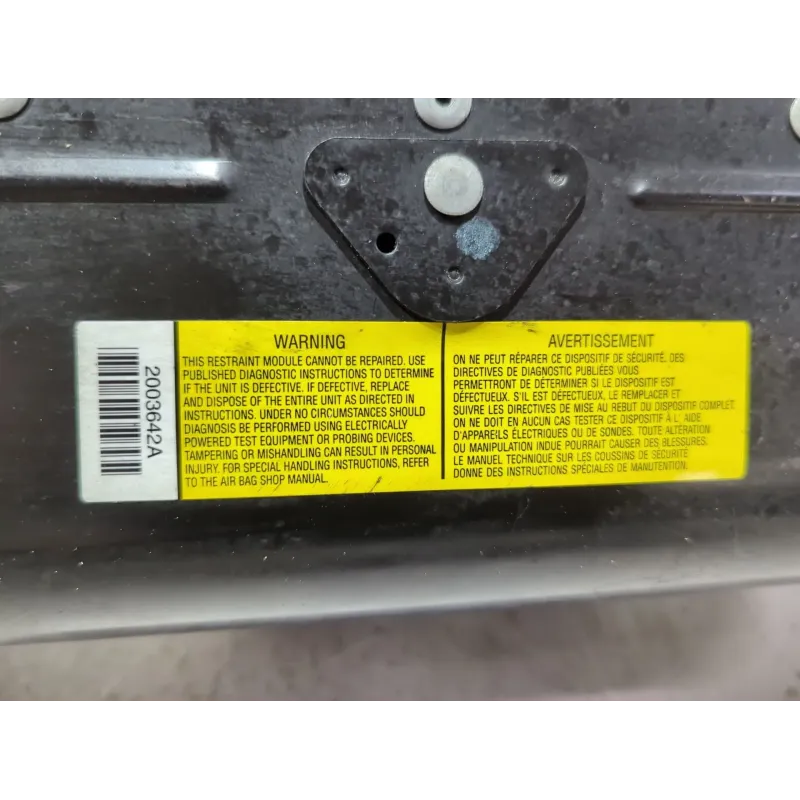 2003642A
WARNING
THIS RESTRAINT MODULE CANNOT BE REPAIRED. USE
PUBLISHED DIAGNOSTIC INSTRUCTIONS TO DETERMINE
IF THE UNIT IS DEFECTIVE. IF DEFECTIVE, REPLACE
AND DISPOSE OF THE ENTIRE UNIT AS DIRECTED IN
INSTRUCTIONS. UNDER NO CIRCUMSTANCES SHOULD
DIAGNOSIS BE PERFORMED USING ELECTRICALLY
POWERED TEST EQUIPMENT OR PROBING DEVICES.
TAMPERING OR MISHANDLING CAN RESULT IN PERSONAL
INJURY. FOR SPECIAL HANDLING INSTRUCTIONS, REFER
TO THE AIR BAG SHOP MANUAL.
AVERTISSEMENT
ON NE PEUT RÉPARER CE DISPOSITIF DE SÉCURITÉ. DES
DIRECTIVES DE DIAGNOSTIC PUBLIÉES VOUS
PERMETTRONT DE DÉTERMINER SI LE DISPOSITIF EST
DÉFECTUEUX. S'IL EST DÉFECTUEUX, LE REMPLACER ET
SUIVRE LES DIRECTIVES DE MISE AU REBUT DU DISPOSITIF COMPLET.
ON NE DOIT EN AUCUN CAS TESTER CE DISPOSITIF À L' AIDE
D'APPAREILS ÉLECTRIQUES OU DE SONDES. TOUTE ALTÉRATION
OU MANIPULATION INDUE POURRAIT CAUSER DES BLESSURES.
LE MANUEL TECHNIQUE SUR LES COUSSINS DE SÉCURITÉ
DONNE DES INSTRUCTIONS SPÉCIALES DE MANUTENTION.